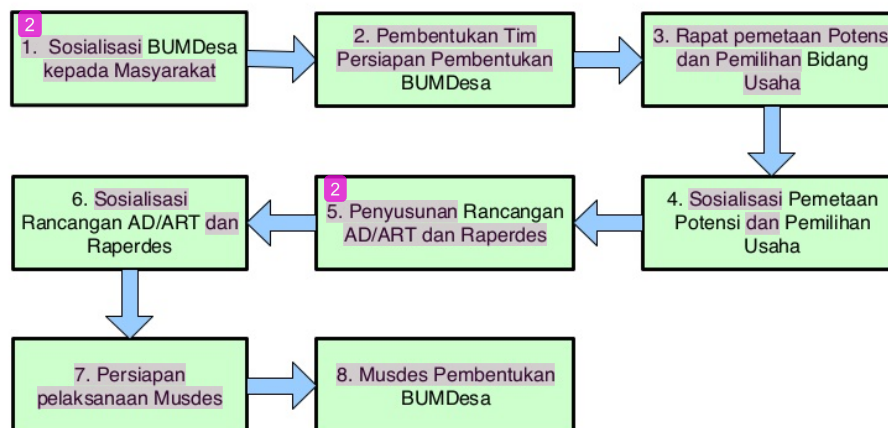 2
1. Sosialisasi BUMDesa
kepada Masyarakat
2. Pembentukan Tim
Persiapan Pembentukan
BUMDesa
3. Rapat pemetaan Potens
dan Pemilihan Bidang
Usaha
4. Sosialisasi Pemetaan
Potensi dan Pemilihan
Usaha
2
5. Penyusunan Rancangan
AD/ART dan Raperdes
6. Sosialisasi
Rancangan AD/ART dan
Raperdes
7. Persiapan
pelaksanaan Musdes
8. Musdes Pembentukan
BUMDesa